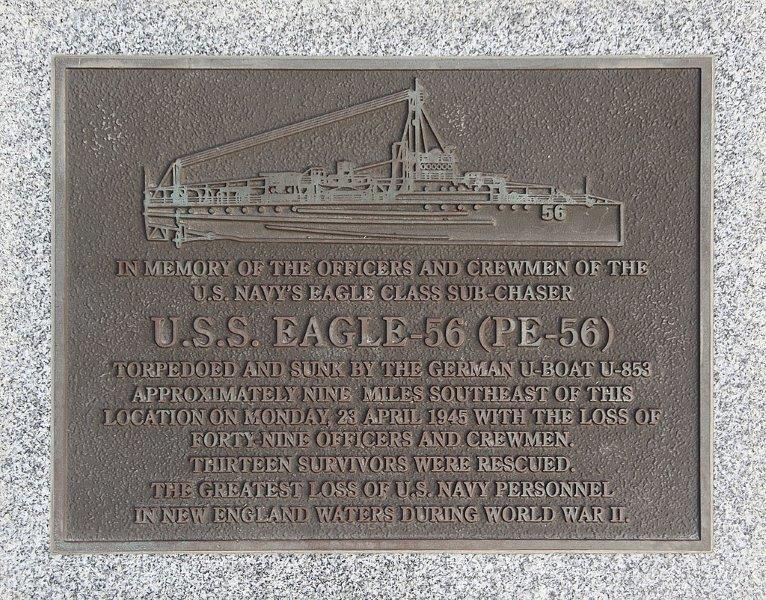 56
IN MEMORY OF THE OFFICERS AND CREWMEN OF THE
U.S. NAVY'S EAGLE CLASS SUB-CHASER
U.S.S. EAGLE-56 (PE-56)
TORPEDOED AND SUNK BY THE GERMAN U-BOAT U-853
APPROXIMATELY NINE MILES SOUTHEAST OF THIS
LOCATION ON MONDAY, 23 APRIL 1945 WITH THE LOSS OF
FORTY-NINE OFFICERS AND CREWMEN.
THIRTEEN SURVIVORS WERE RESCUED.
THE GREATEST LOSS OF U.S. NAVY PERSONNEL
IN NEW ENGLAND WATERS DURING WORLD WAR II.